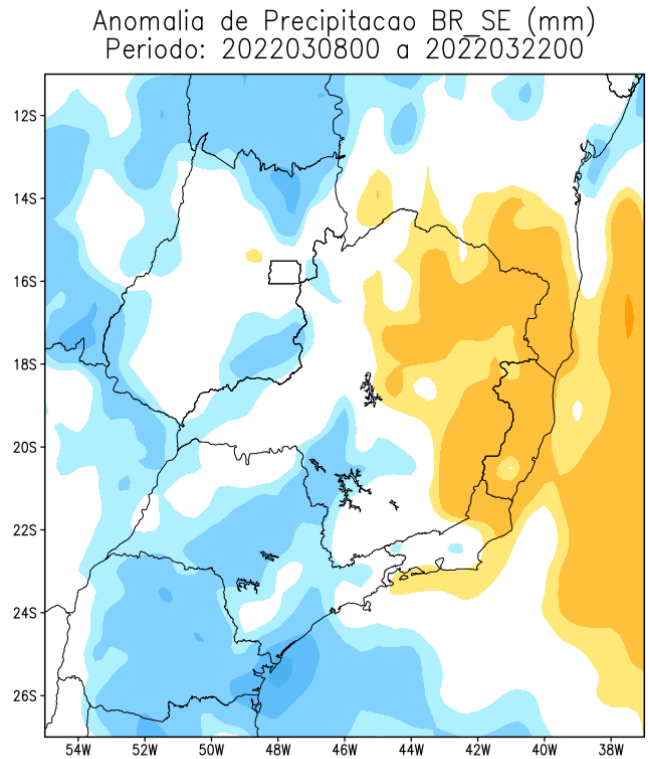 Anomalia de Precipitacao BR_SE (mm)
Periodo: 2022030800 a 2022032200
12S
14S
16S
18S
20S
22S
24S
26S
54W 52W 50W 48W 46W 44W 42W 40W 38W